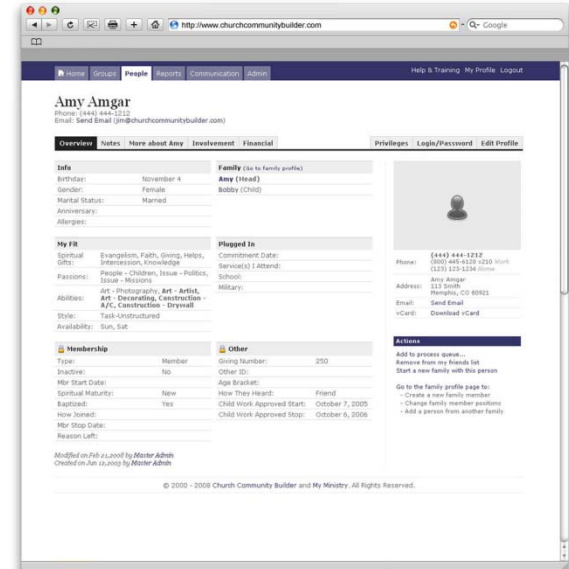 http://www.churchcommunitybuilder.com
Google
Home Groups People Reports Communication Admin
Help & Training My Profile Logout
Amy Amgar
Phone: (444) 444-1212
Email: Send Email (jim@churchcommunitybuilder.com)
Overview Notes More about Amy Involvement Financial
Privileges Login/Password Edit Profile
Info
Birthday: November 4
Gender: Female
Marital Status: Married
Anniversary:
Allergies:
Family (Go to family profile)
Amy (Head)
Bobby (Child)
My Fit
Spiritual Gifts: Evangelism, Faith, Giving, Helps,
Intercession, Knowledge
Passions: People - Children, Issue - Politics,
Issue - Missions
Abilities: Art - Photography, Art - Artist,
Art - Decorating, Construction -
A/C, Construction - Drywall
Style: Task-Unstructured
Availability: Sun, Sat
Plugged In
Commitment Date:
Service(s) I Attend:
School:
Military:
Membership
Type: Member
Inactive: No
Mbr Start Date:
Spiritual Maturity: New
Baptized: Yes
How Joined:
Mbr Stop Date:
Reason Left:
Other
Giving Number: 250
Other ID:
Age Bracket:
How They Heard: Friend
Child Work Approved Start: October 7, 2005
Child Work Approved Stop: October 6, 2006
Modified on Feb 21, 2008 by Master Admin
Created on Jun 12, 2003 by Master Admin
Phone: (444) 444-1212
(800) 445-6128 x210 Work
(123) 123-1234 Home
Address: Amy Amgar
113 Smith
Memphis, CO 80921
Email: Send Email
vCard: Download vCard
Actions
Add to process queue...
Remove from my friends list
Start a new family with this person
Go to the family profile page to:
- Create a new family member
- Change family member positions
- Add a person from another family
© 2000 - 2008 Church Community Builder and My Ministry. All Rights Reserved.